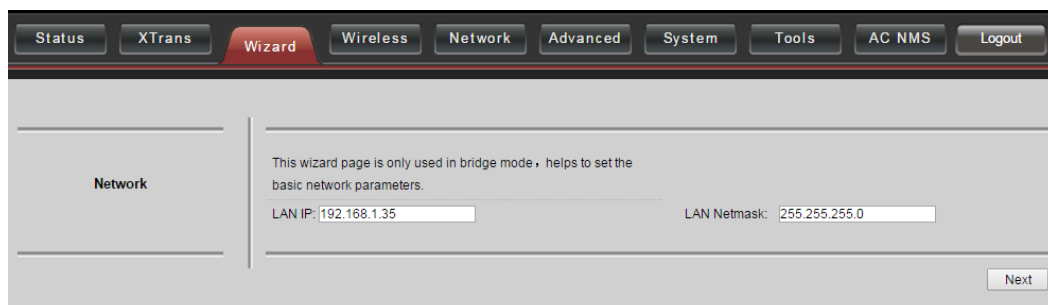 Status XTrans Wizard Wireless Network Advanced System Tools AC NMS Logout
Network
This wizard page is only used in bridge mode，helps to set the
basic network parameters.
LAN IP: 192.168.1.35 LAN Netmask: 255.255.255.0
Next